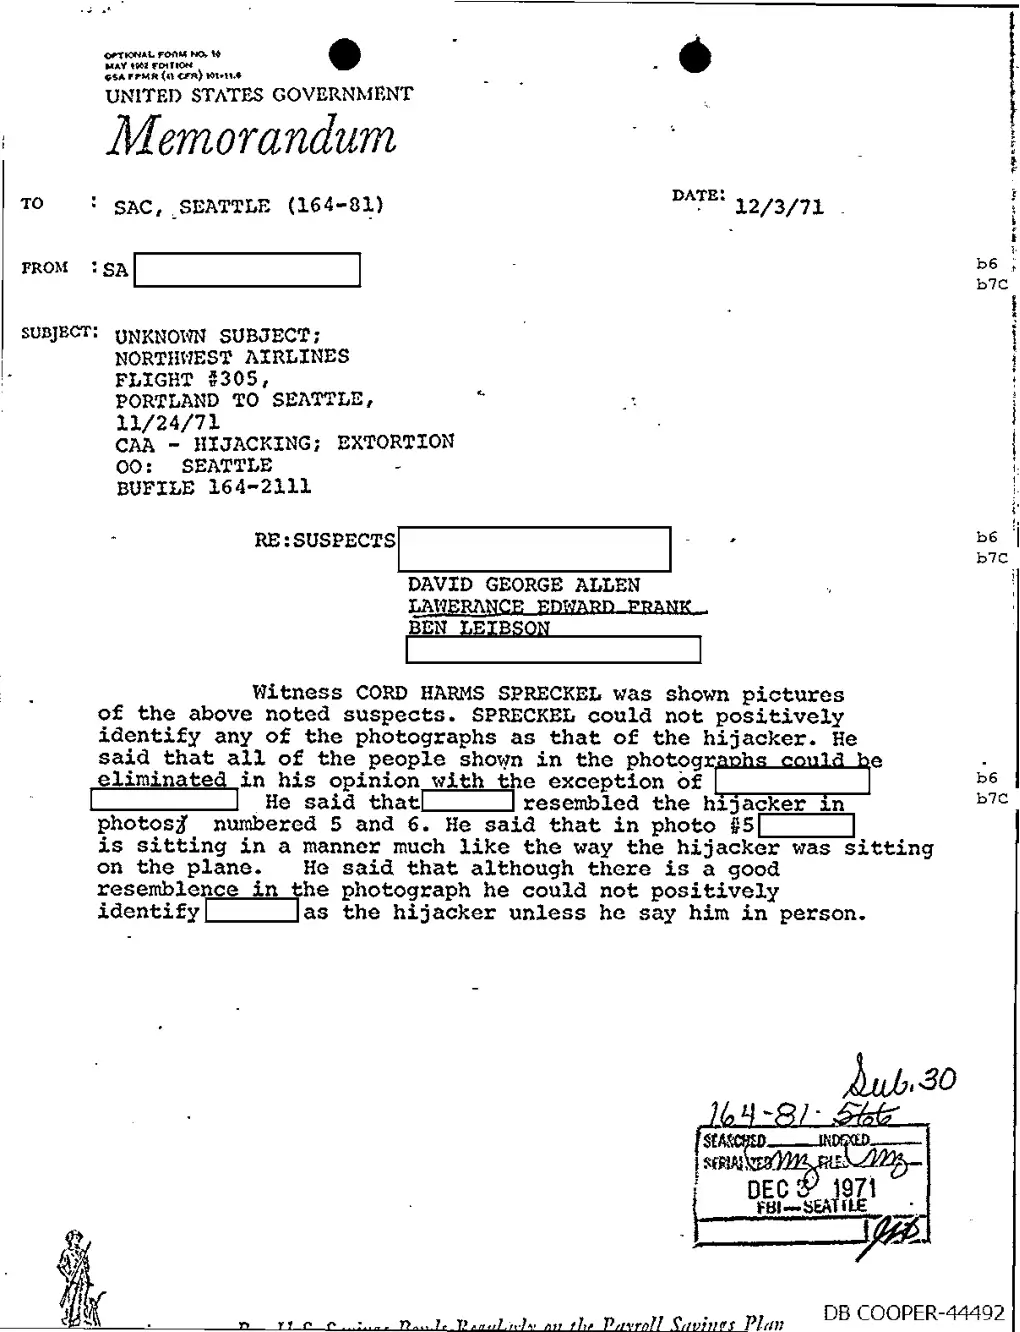 OPTIONAL FORM NO. 10
MAY 1962 EDITION
GSA FPMR (41 CFR) 101-11.6
UNITED STATES GOVERNMENT
Memorandum
TO : SAC, SEATTLE (164-81) DATE: 12/3/71
FROM : SA b6
b7C
SUBJECT: UNKNOWN SUBJECT;
NORTHWEST AIRLINES
FLIGHT #305,
PORTLAND TO SEATTLE,
11/24/71
CAA - HIJACKING; EXTORTION
OO: SEATTLE
BUFILE 164-2111
RE:SUSPECTS b6
b7C
DAVID GEORGE ALLEN
LAWERANCE EDWARD FRANK
BEN LEIBSON
Witness CORD HARMS SPRECKEL was shown pictures
of the above noted suspects. SPRECKEL could not positively
identify any of the photographs as that of the hijacker. He
said that all of the people shown in the photographs could be
eliminated in his opinion with the exception of b6
He said that resembled the hijacker in b7C
photos numbered 5 and 6. He said that in photo #5
is sitting in a manner much like the way the hijacker was sitting
on the plane. He said that although there is a good
resemblence in the photograph he could not positively
identify as the hijacker unless he say him in person.
Sub. 30
164-81-566
SEARCHED INDEXED
SERIALIZED FILE
DEC 3 1971
FBI—SEATTLE
U.S. Savings Bonds Regularly on the Payroll Savings Plan
DB COOPER-44492